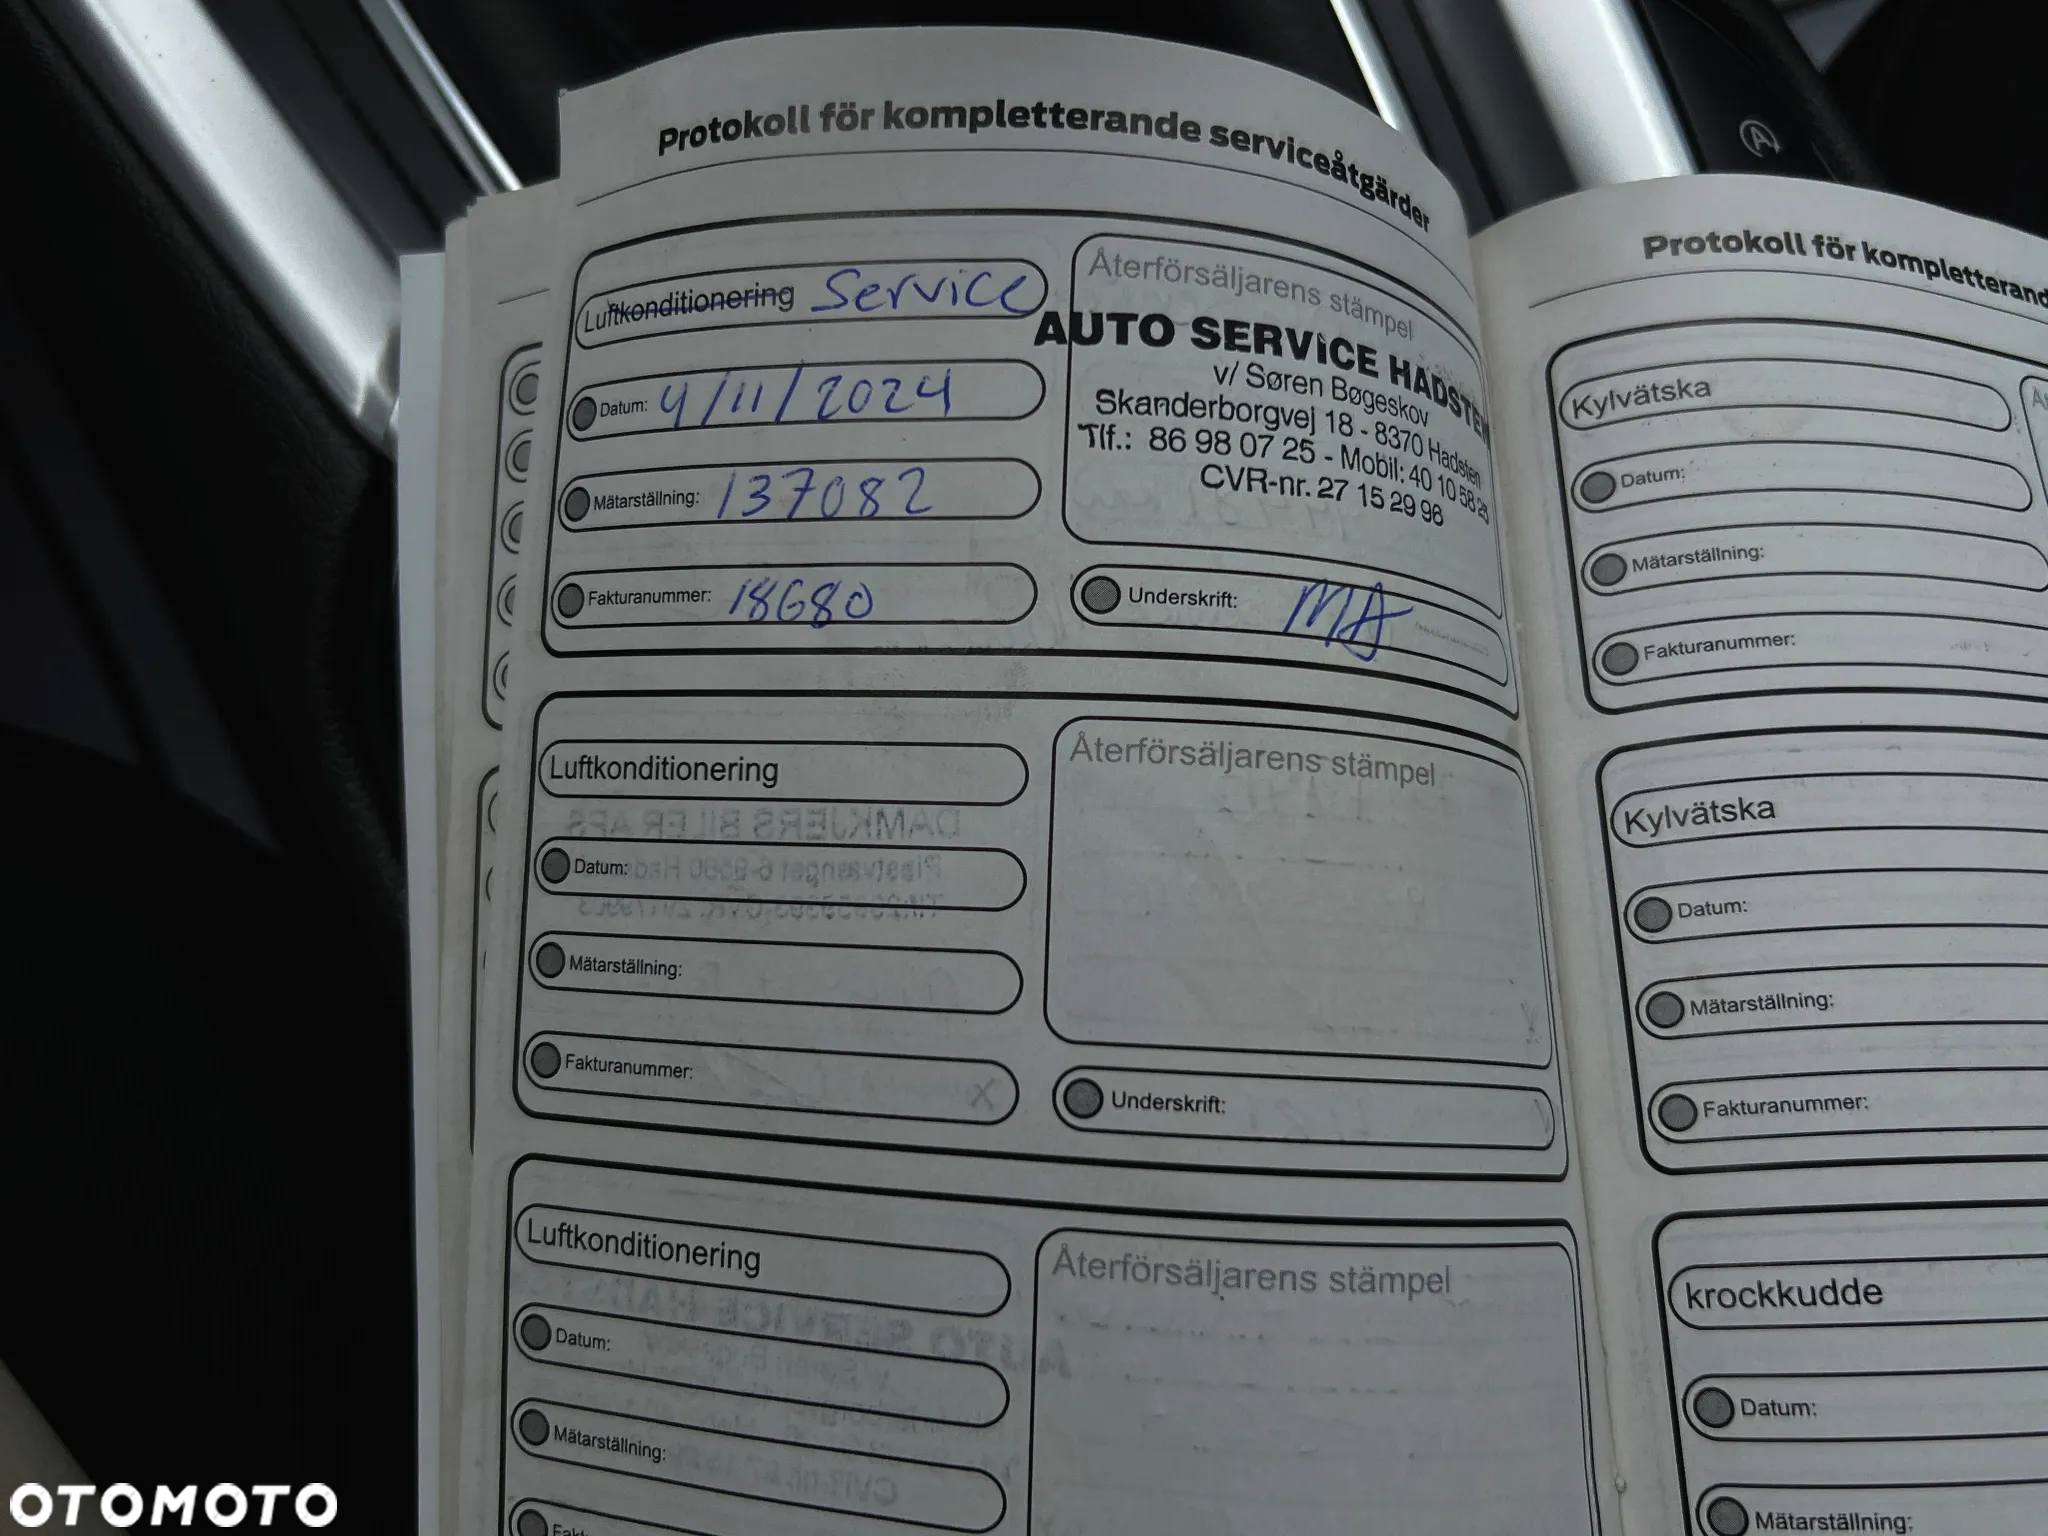 Protokoll för kompletterande serviceåtgärder
Luftkonditionering Service
Datum: 4/11/2024
Mätarställning: 137082
Fakturanummer: 18680
Återförsäljarens stämpel
AUTO SERVICE HADSTEN
v/ Søren Bøgeskov
Skanderborgvej 18 - 8370 Hadsten
Tlf.: 86 98 07 25 - Mobil: 40 10 58 25
CVR-nr. 27 15 29 96
Underskrift: MA
Luftkonditionering
Datum:
Mätarställning:
Fakturanummer:
Återförsäljarens stämpel
Underskrift:
Luftkonditionering
Datum:
Mätarställning:
Återförsäljarens stämpel
Protokoll för kompletterand
Kylvätska
Datum:
Mätarställning:
Fakturanummer:
Kylvätska
Datum:
Mätarställning:
Fakturanummer:
krockkudde
Datum:
Mätarställning:
A
OTOMOTO